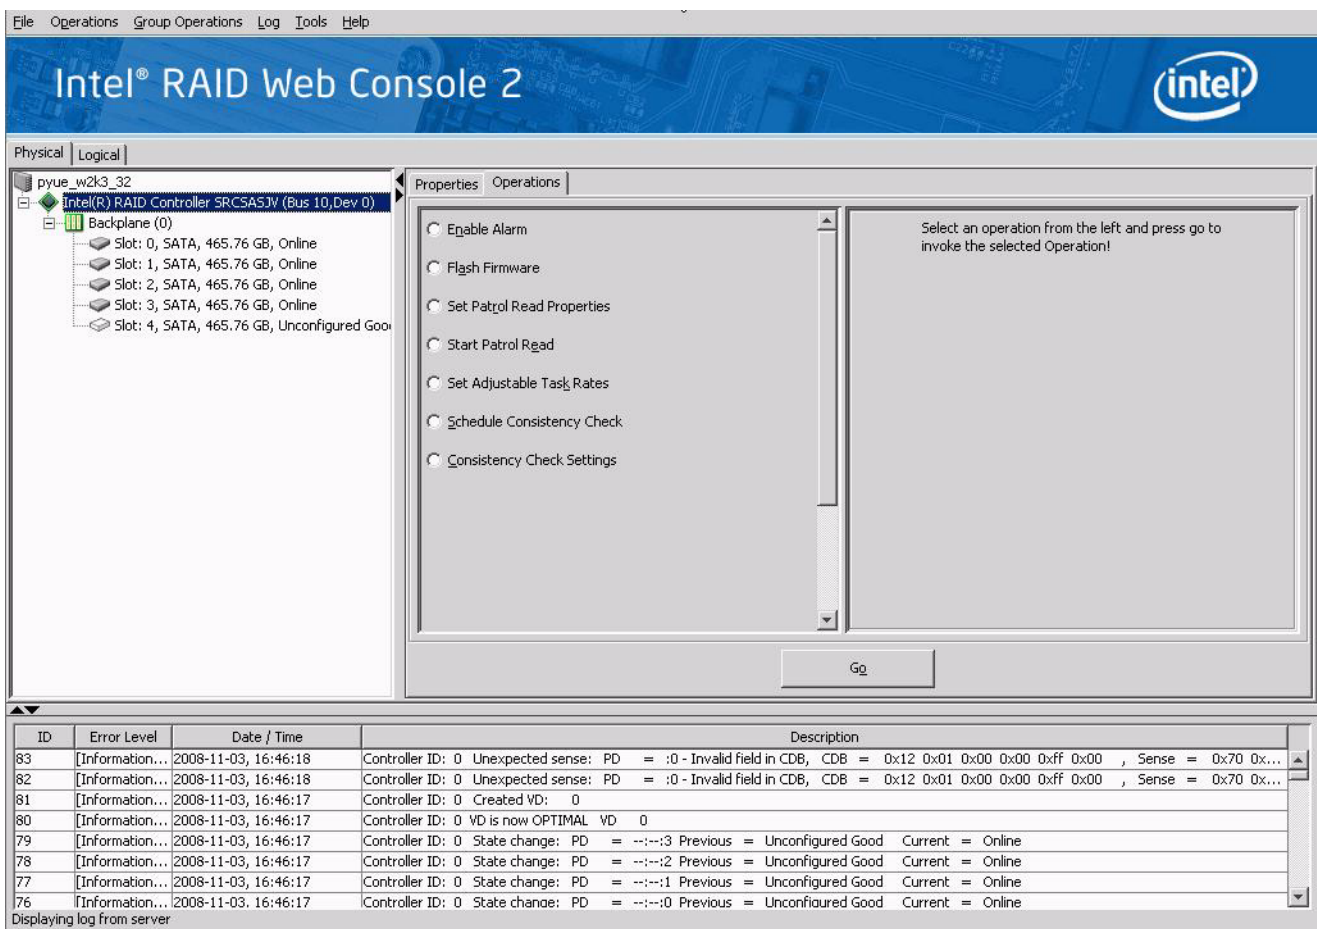 File Operations Group Operations Log Tools Help
Intel® RAID Web Console 2
intel
Physical Logical
pyue_w2k3_32
Intel(R) RAID Controller SRCSASJV (Bus 10,Dev 0)
Backplane (0)
Slot: 0, SATA, 465.76 GB, Online
Slot: 1, SATA, 465.76 GB, Online
Slot: 2, SATA, 465.76 GB, Online
Slot: 3, SATA, 465.76 GB, Online
Slot: 4, SATA, 465.76 GB, Unconfigured Goo
Properties Operations
Enable Alarm
Flash Firmware
Set Patrol Read Properties
Start Patrol Read
Set Adjustable Task Rates
Schedule Consistency Check
Consistency Check Settings
Select an operation from the left and press go to
invoke the selected Operation!
Go
ID Error Level Date / Time Description
83 [Information... 2008-11-03, 16:46:18 Controller ID: 0 Unexpected sense: PD = :0 - Invalid field in CDB, CDB = 0x12 0x01 0x00 0x00 0xff 0x00 , Sense = 0x70 0x...
82 [Information... 2008-11-03, 16:46:18 Controller ID: 0 Unexpected sense: PD = :0 - Invalid field in CDB, CDB = 0x12 0x01 0x00 0x00 0xff 0x00 , Sense = 0x70 0x...
81 [Information... 2008-11-03, 16:46:17 Controller ID: 0 Created VD: 0
80 [Information... 2008-11-03, 16:46:17 Controller ID: 0 VD is now OPTIMAL VD 0
79 [Information... 2008-11-03, 16:46:17 Controller ID: 0 State change: PD = --:--:3 Previous = Unconfigured Good Current = Online
78 [Information... 2008-11-03, 16:46:17 Controller ID: 0 State change: PD = --:--:2 Previous = Unconfigured Good Current = Online
77 [Information... 2008-11-03, 16:46:17 Controller ID: 0 State change: PD = --:--:1 Previous = Unconfigured Good Current = Online
76 [Information... 2008-11-03, 16:46:17 Controller ID: 0 State change: PD = --:--:0 Previous = Unconfigured Good Current = Online
Displaying log from server